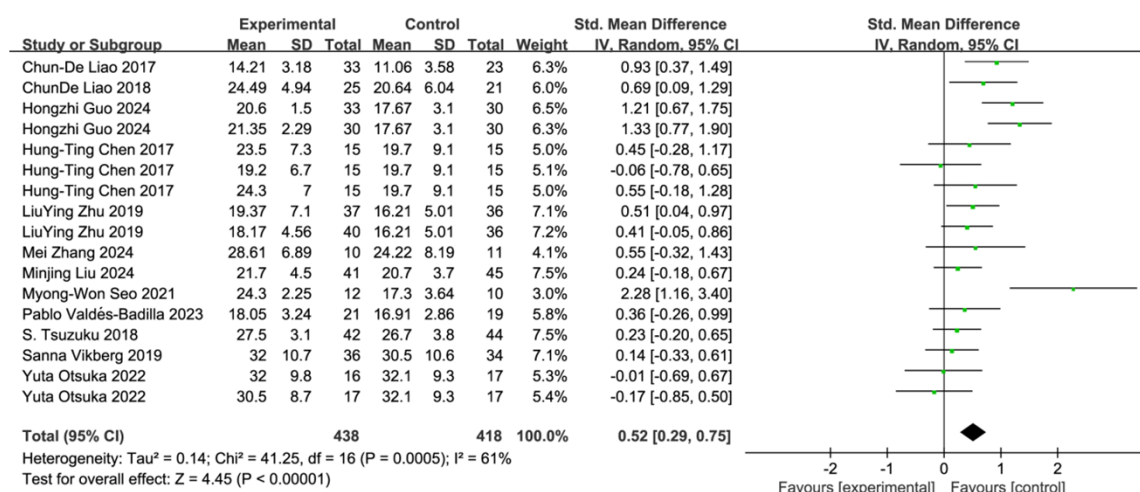 Experimental Control Std. Mean Difference Std. Mean Difference
Study or Subgroup Mean SD Total Mean SD Total Weight IV, Random, 95% CI IV, Random, 95% CI
Chun-De Liao 2017 14.21 3.18 33 11.06 3.58 23 6.3% 0.93 [0.37, 1.49]
ChunDe Liao 2018 24.49 4.94 25 20.64 6.04 21 6.0% 0.69 [0.09, 1.29]
Hongzhi Guo 2024 20.6 1.5 33 17.67 3.1 30 6.5% 1.21 [0.67, 1.75]
Hongzhi Guo 2024 21.35 2.29 30 17.67 3.1 30 6.3% 1.33 [0.77, 1.90]
Hung-Ting Chen 2017 23.5 7.3 15 19.7 9.1 15 5.0% 0.45 [-0.28, 1.17]
Hung-Ting Chen 2017 19.2 6.7 15 19.7 9.1 15 5.1% -0.06 [-0.78, 0.65]
Hung-Ting Chen 2017 24.3 7 15 19.7 9.1 15 5.0% 0.55 [-0.18, 1.28]
LiuYing Zhu 2019 19.37 7.1 37 16.21 5.01 36 7.1% 0.51 [0.04, 0.97]
LiuYing Zhu 2019 18.17 4.56 40 16.21 5.01 36 7.2% 0.41 [-0.05, 0.86]
Mei Zhang 2024 28.61 6.89 10 24.22 8.19 11 4.1% 0.55 [-0.32, 1.43]
Minjing Liu 2024 21.7 4.5 41 20.7 3.7 45 7.5% 0.24 [-0.18, 0.67]
Myong-Won Seo 2021 24.3 2.25 12 17.3 3.64 10 3.0% 2.28 [1.16, 3.40]
Pablo Valdés-Badilla 2023 18.05 3.24 21 16.91 2.86 19 5.8% 0.36 [-0.26, 0.99]
S. Tsuzuku 2018 27.5 3.1 42 26.7 3.8 44 7.5% 0.23 [-0.20, 0.65]
Sanna Vikberg 2019 32 10.7 36 30.5 10.6 34 7.1% 0.14 [-0.33, 0.61]
Yuta Otsuka 2022 32 9.8 16 32.1 9.3 17 5.3% -0.01 [-0.69, 0.67]
Yuta Otsuka 2022 30.5 8.7 17 32.1 9.3 17 5.4% -0.17 [-0.85, 0.50]
Total (95% CI) 438 418 100.0% 0.52 [0.29, 0.75]
Heterogeneity: Tau² = 0.14; Chi² = 41.25, df = 16 (P = 0.0005); I² = 61%
Test for overall effect: Z = 4.45 (P < 0.00001)
-2 -1 0 1 2
Favours [experimental] Favours [control]